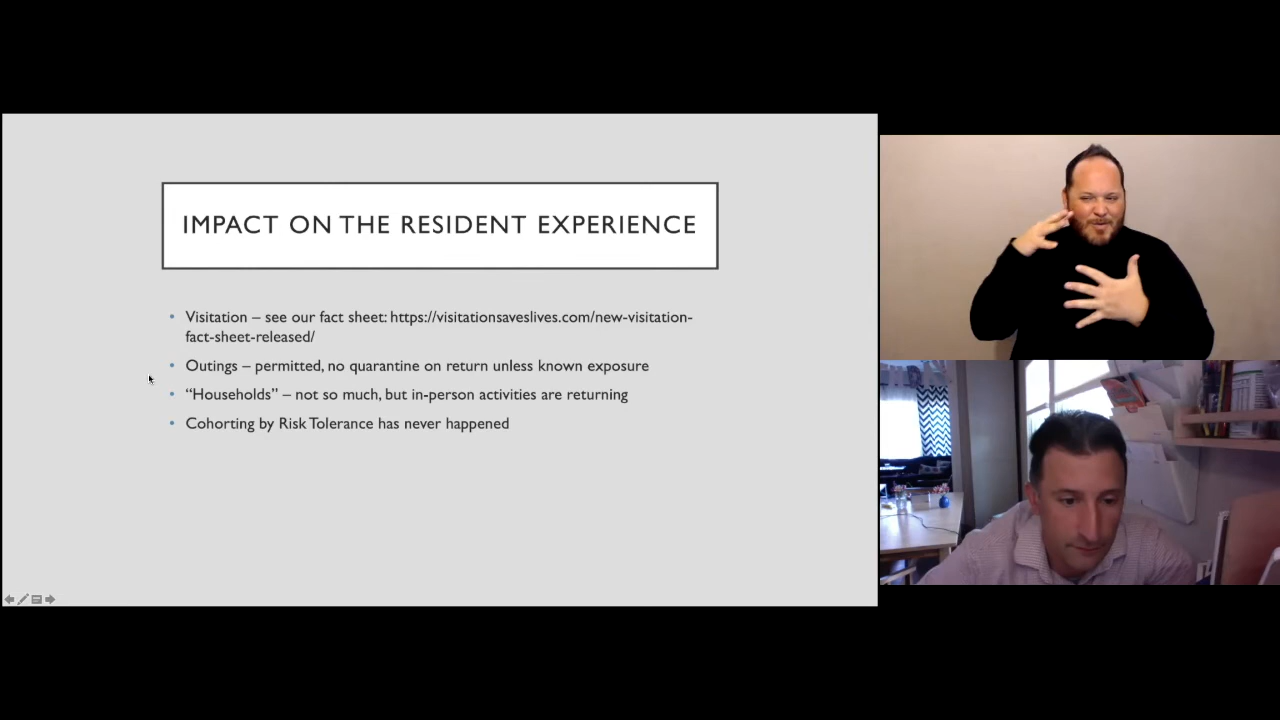 IMPACT ON THE RESIDENT EXPERIENCE
• Visitation – see our fact sheet: https://visitationsaveslives.com/new-visitation-
fact-sheet-released/
• Outings – permitted, no quarantine on return unless known exposure
• “Households” – not so much, but in-person activities are returning
• Cohorting by Risk Tolerance has never happened